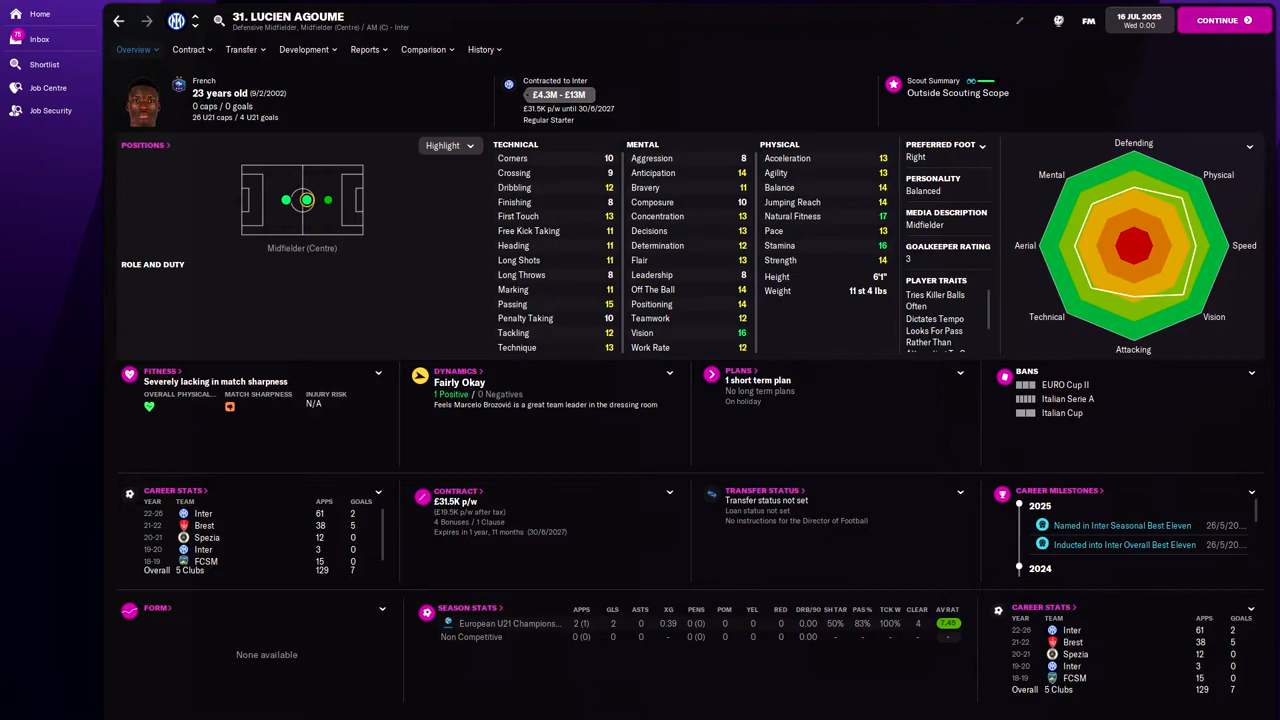 Home
75
Inbox
Shortlist
Job Centre
Job Security
31. LUCIEN AGOUME
Defensive Midfielder, Midfielder (Centre) / AM (C) - Inter
FM
16 JUL 2025
Wed 0:00
CONTINUE
Overview
Contract
Transfer
Development
Reports
Comparison
History
French
23 years old (9/2/2002)
0 caps / 0 goals
26 U21 caps / 4 U21 goals
Contracted to Inter
£4.3M - £13M
£31.5K p/w until 30/6/2027
Regular Starter
Scout Summary
Outside Scouting Scope
POSITIONS
Highlight
Midfielder (Centre)
ROLE AND DUTY
TECHNICAL
Corners 10
Crossing 9
Dribbling 12
Finishing 8
First Touch 13
Free Kick Taking 11
Heading 11
Long Shots 11
Long Throws 8
Marking 11
Passing 15
Penalty Taking 10
Tackling 12
Technique 13
MENTAL
Aggression 8
Anticipation 14
Bravery 11
Composure 10
Concentration 13
Decisions 13
Determination 12
Flair 13
Leadership 8
Off The Ball 14
Positioning 14
Teamwork 12
Vision 16
Work Rate 12
PHYSICAL
Acceleration 13
Agility 13
Balance 14
Jumping Reach 14
Natural Fitness 17
Pace 13
Stamina 16
Strength 14
Height 6'1"
Weight 11 st 4 lbs
PREFERRED FOOT
Right
PERSONALITY
Balanced
MEDIA DESCRIPTION
Midfielder
GOALKEEPER RATING
3
PLAYER TRAITS
Tries Killer Balls
Often
Dictates Tempo
Looks For Pass
Rather Than
Defending
Physical
Speed
Vision
Attacking
Technical
Aerial
Mental
FITNESS
Severely lacking in match sharpness
OVERALL PHYSICAL... MATCH SHARPNESS INJURY RISK
N/A
DYNAMICS
Fairly Okay
1 Positive / 0 Negatives
Feels Marcelo Brozović is a great team leader in the dressing room
PLANS
1 short term plan
No long term plans
On holiday
BANS
EURO Cup II
Italian Serie A
Italian Cup
CAREER STATS
YEAR TEAM APPS GOALS
22-26 Inter 61 2
21-22 Brest 38 5
20-21 Spezia 12 0
19-20 Inter 3 0
18-19 FCSM 15 0
Overall 5 Clubs 129 7
CONTRACT
£31.5K p/w
(£19.5K p/w after tax)
4 Bonuses / 1 Clause
Expires in 1 year, 11 months (30/6/2027)
TRANSFER STATUS
Transfer status not set
Loan status not set
No instructions for the Director of Football
CAREER MILESTONES
2025
Named in Inter Seasonal Best Eleven 26/5/20...
Inducted into Inter Overall Best Eleven 26/5/20...
2024
FORM
None available
SEASON STATS APPS GLS ASTS XG PENS POM YEL RED DRB/90 SH TAR PAS % TCK W CLEAR AV RAT
European U21 Champions... 2 (1) 2 0 0.39 0 (0) 0 0 0 0.00 50% 83% 100% 4 7.45
Non Competitive 0 (0) 0 0 - 0 (0) 0 0 0 0.00 - - - - -
CAREER STATS
YEAR TEAM APPS GOALS
22-26 Inter 61 2
21-22 Brest 38 5
20-21 Spezia 12 0
19-20 Inter 3 0
18-19 FCSM 15 0
Overall 5 Clubs 129 7